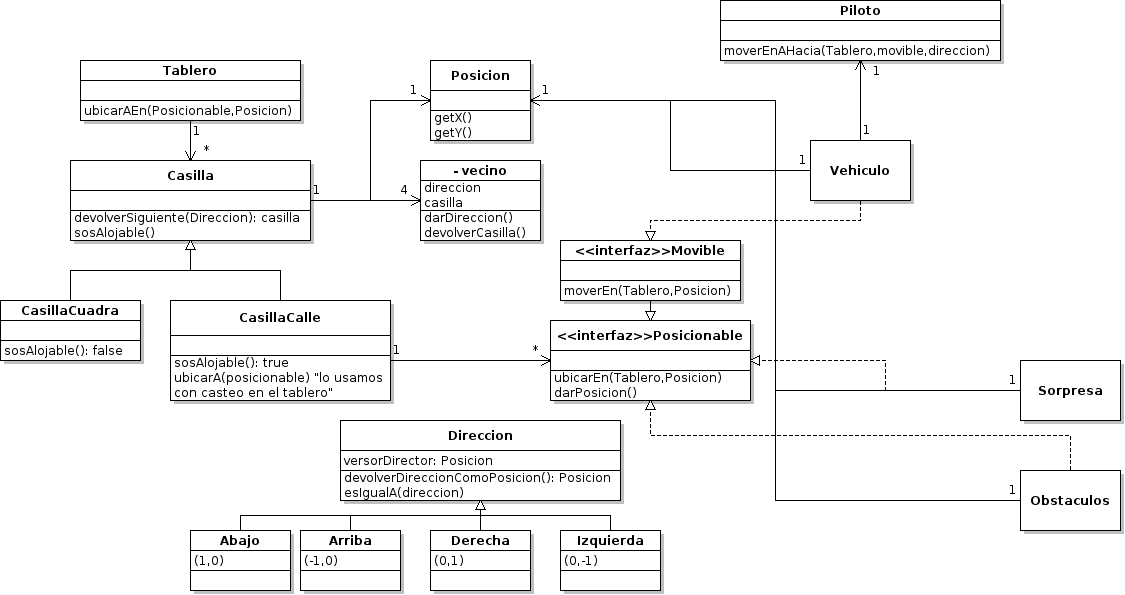 Piloto
moverEnAHacia(Tablero,movible,direccion)
1
1
Tablero
ubicarAEn(Posicionable,Posicion)
1
*
Posicion
getX()
getY()
1
1
Casilla
devolverSiguiente(Direccion): casilla
sosAlojable()
1
4
- vecino
direccion
casilla
darDireccion()
devolverCasilla()
1
Vehiculo
<<interfaz>>Movible
moverEn(Tablero,Posicion)
CasillaCuadra
sosAlojable(): false
CasillaCalle
sosAlojable(): true
ubicarA(posicionable) "lo usamos
con casteo en el tablero"
1
*
<<interfaz>>Posicionable
ubicarEn(Tablero,Posicion)
darPosicion()
1
Sorpresa
Direccion
versorDirector: Posicion
devolverDireccionComoPosicion(): Posicion
esIgualA(direccion)
1
Obstaculos
Abajo
(1,0)
Arriba
(-1,0)
Derecha
(0,1)
Izquierda
(0,-1)